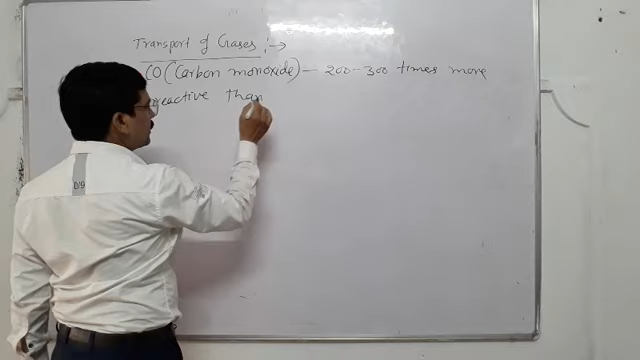 Transport of Gases :→
CO (Carbon monoxide) — 200-300 times more
reactive than